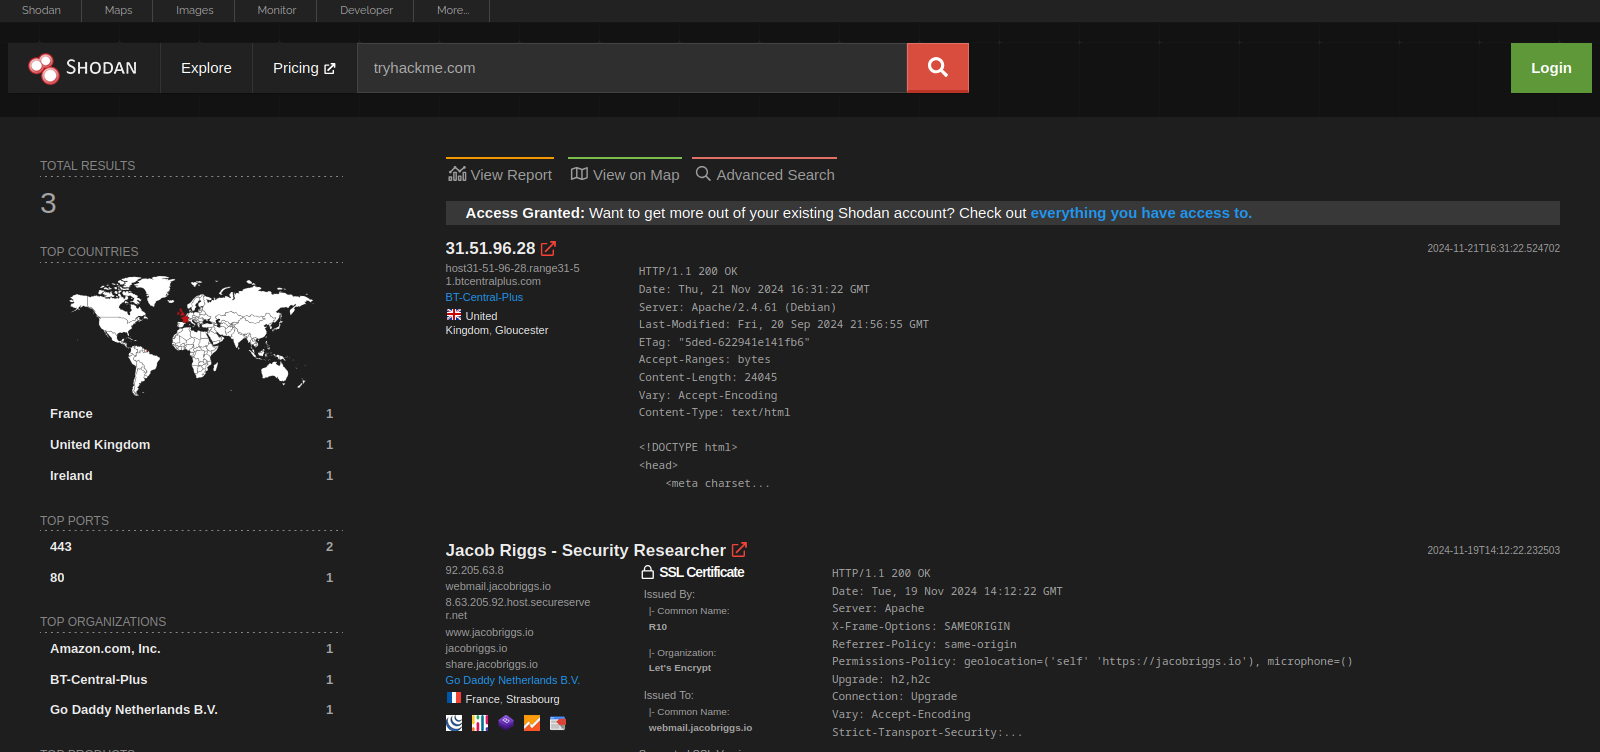 Shodan
Maps
Images
Monitor
Developer
More...
SHODAN
Explore
Pricing
tryhackme.com
Login
TOTAL RESULTS
3
TOP COUNTRIES
France 1
United Kingdom 1
Ireland 1
TOP PORTS
443 2
80 1
TOP ORGANIZATIONS
Amazon.com, Inc. 1
BT-Central-Plus 1
Go Daddy Netherlands B.V. 1
View Report
View on Map
Advanced Search
Access Granted: Want to get more out of your existing Shodan account? Check out everything you have access to.
31.51.96.28
2024-11-21T16:31:22.524702
host31-51-96-28.range31-5
1.btcentralplus.com
BT-Central-Plus
United
Kingdom, Gloucester
HTTP/1.1 200 OK
Date: Thu, 21 Nov 2024 16:31:22 GMT
Server: Apache/2.4.61 (Debian)
Last-Modified: Fri, 20 Sep 2024 21:56:55 GMT
ETag: "5ded-622941e141fb6"
Accept-Ranges: bytes
Content-Length: 24045
Vary: Accept-Encoding
Content-Type: text/html
<!DOCTYPE html>
<head>
<meta charset...
Jacob Riggs - Security Researcher
2024-11-19T14:12:22.232503
92.205.63.8
webmail.jacobriggs.io
8.63.205.92.host.secureserve
r.net
www.jacobriggs.io
jacobriggs.io
share.jacobriggs.io
Go Daddy Netherlands B.V.
France, Strasbourg
SSL Certificate
Issued By:
|- Common Name:
R10
|- Organization:
Let's Encrypt
Issued To:
|- Common Name:
webmail.jacobriggs.io
HTTP/1.1 200 OK
Date: Tue, 19 Nov 2024 14:12:22 GMT
Server: Apache
X-Frame-Options: SAMEORIGIN
Referrer-Policy: same-origin
Permissions-Policy: geolocation=('self' 'https://jacobriggs.io'), microphone=()
Upgrade: h2,h2c
Connection: Upgrade
Vary: Accept-Encoding
Strict-Transport-Security:...